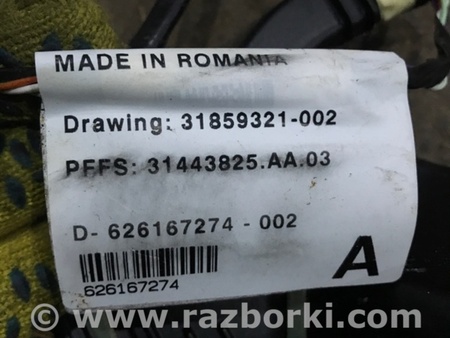 MADE IN ROMANIA
Drawing: 31859321-002
PFFS: 31443825.AA.03
D- 626167274 - 002
A
626167274
www.razborki.com